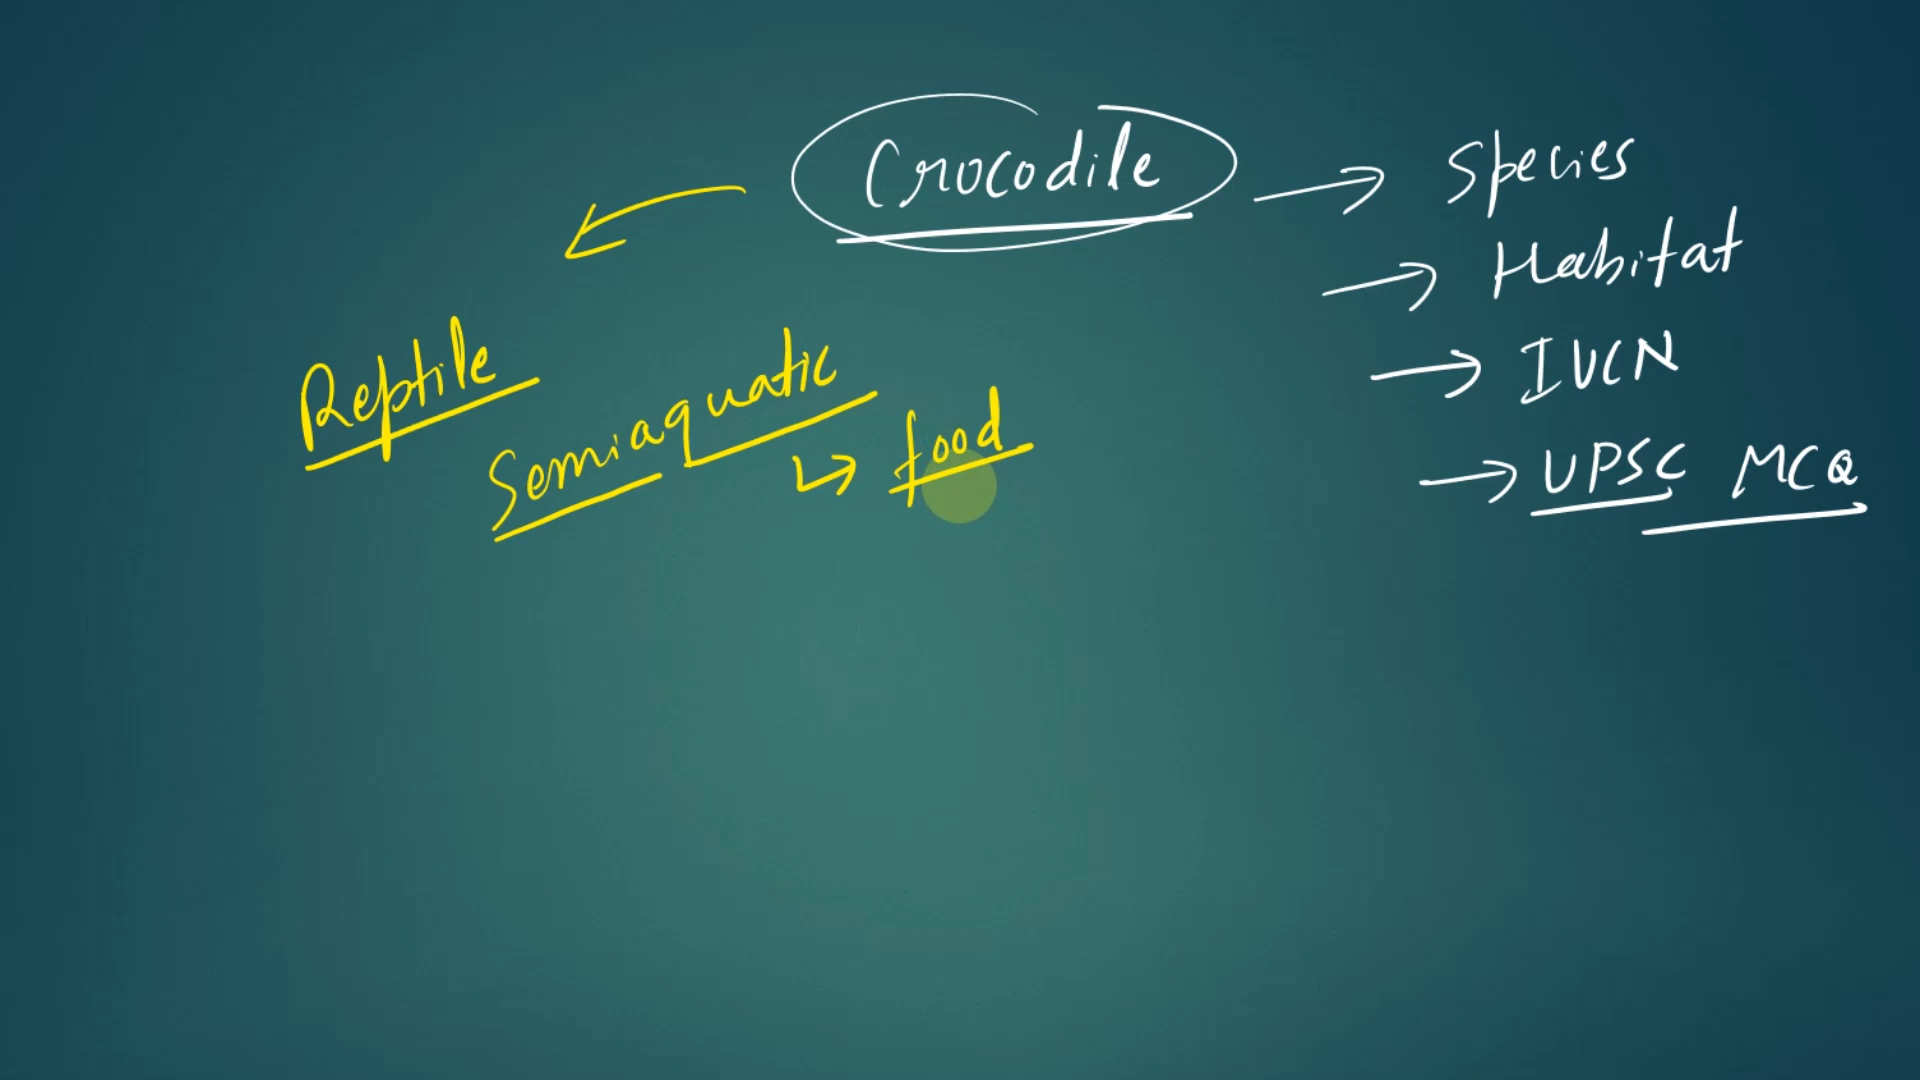 Crocodile
→ Species
→ Habitat
→ IUCN
→ UPSC MCQ
Reptile
Semiaquatic
↳ food